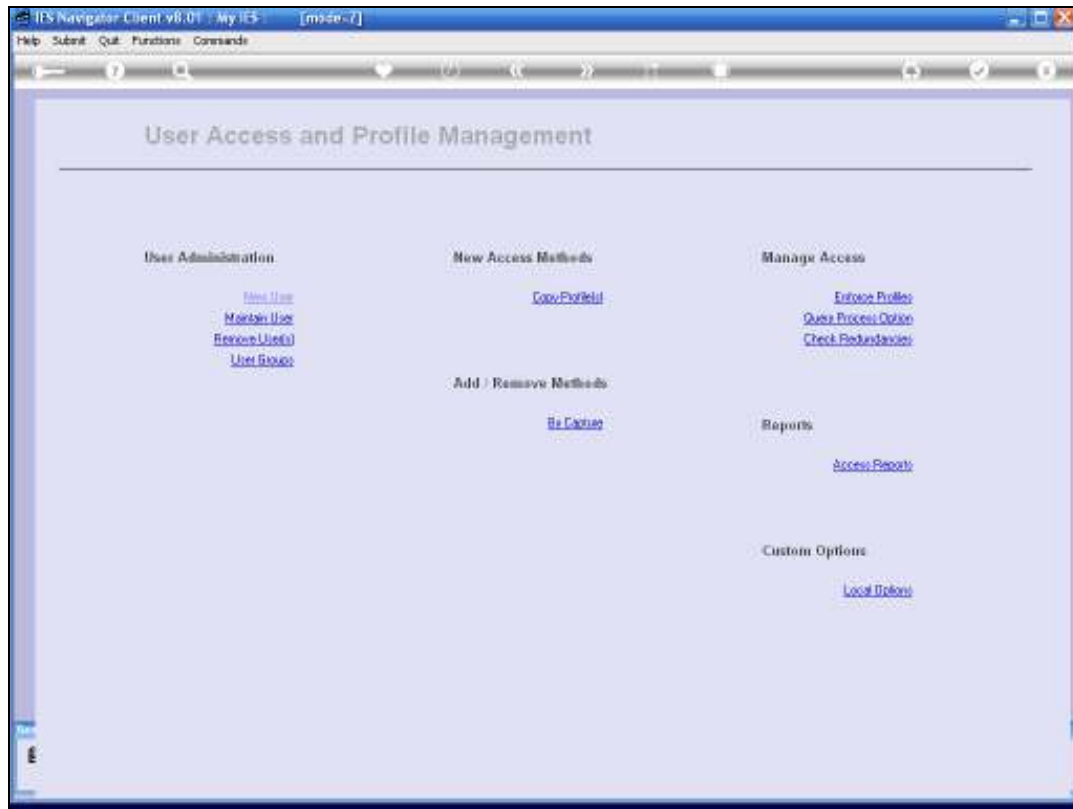 IES Navigator Client v8.01 : My IES : [mode-7]
Help Submit Quit Functions Commands
User Access and Profile Management
User Administration
New User
Maintain User
Remove User(s)
User Groups
New Access Methods
Copy Profile(s)
Add / Remove Methods
By Capture
Manage Access
Enforce Profiles
Query Process Option
Check Redundancies
Reports
Access Reports
Custom Options
Local Options